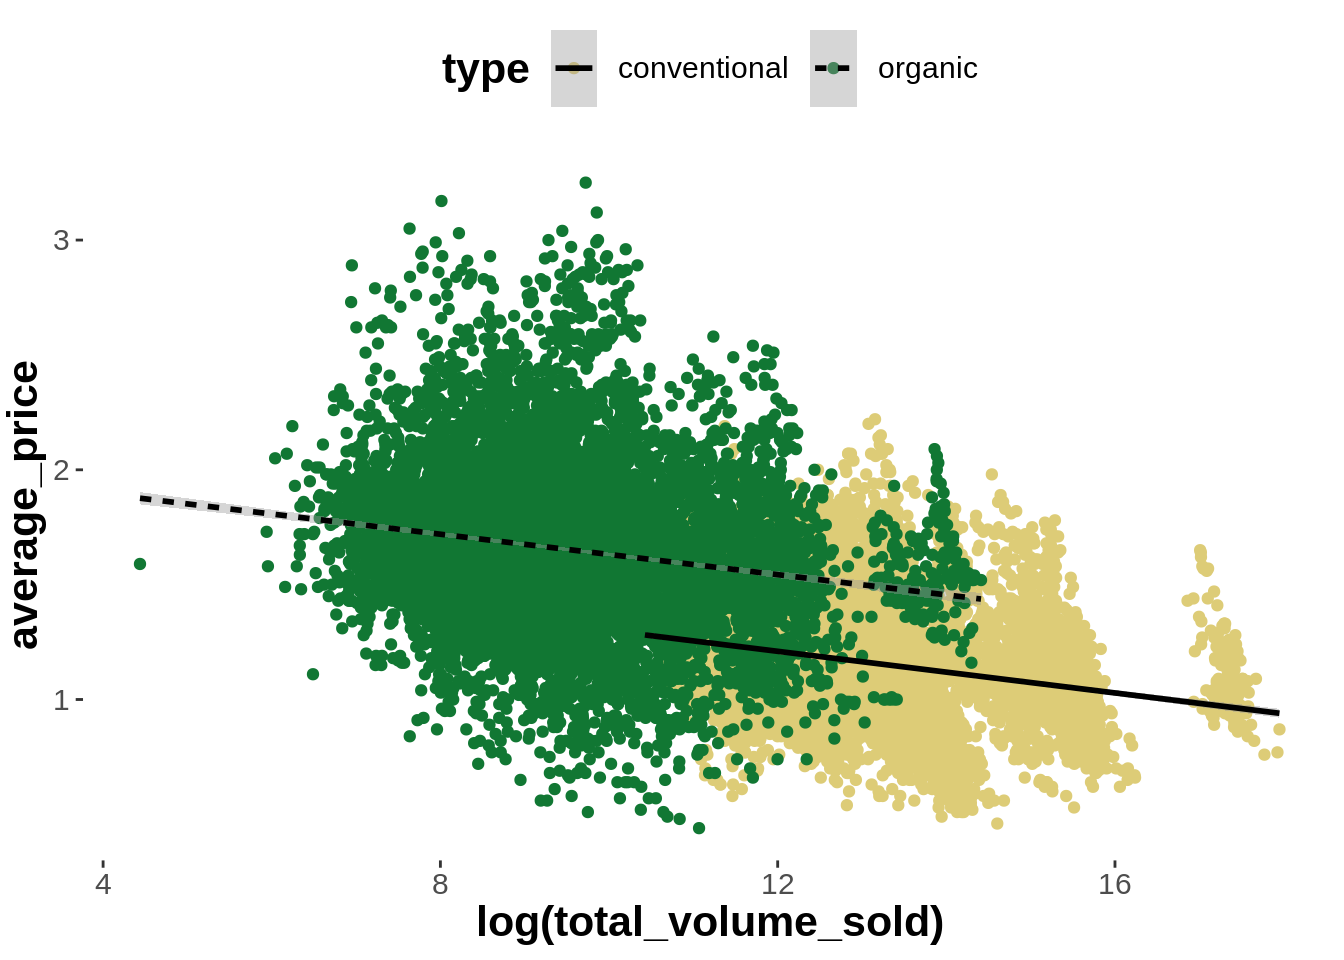 type conventional organic
average_price
3
2
1
4 8 12 16
log(total_volume_sold)